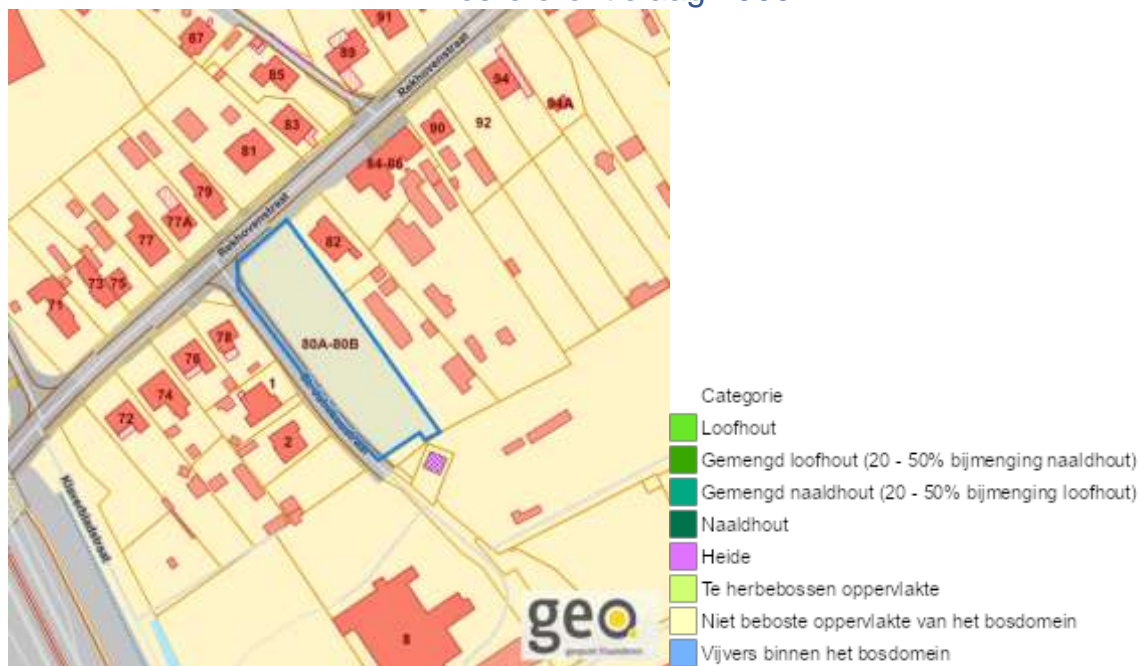 87
91
89
85
Rekhovenstraat
94
94A
83
90
92
81
84-86
79
77A
Rekhovenstraat
77
82
73
75
71
80A-80B
78
76
1
74
72
2
Klaverbladstraat
8
geo
geopunt Vlaanderen
Categorie
Loofhout
Gemengd loofhout (20 - 50% bijmenging naaldhout)
Gemengd naaldhout (20 - 50% bijmenging loofhout)
Naaldhout
Heide
Te herbebossen oppervlakte
Niet beboste oppervlakte van het bosdomein
Vijvers binnen het bosdomein